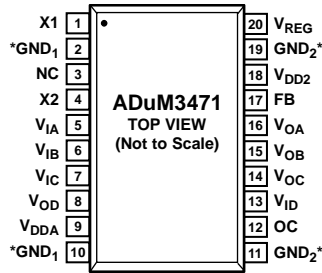 X1 1 20 VREG
*GND1 2 19 GND2*
NC 3 18 VDD2
X2 4 17 FB
VIA 5 16 VOA
VIB 6 15 VOB
VIC 7 14 VOC
VOD 8 13 VID
VDDA 9 12 OC
*GND1 10 11 GND2*
ADuM3471
TOP VIEW
(Not to Scale)